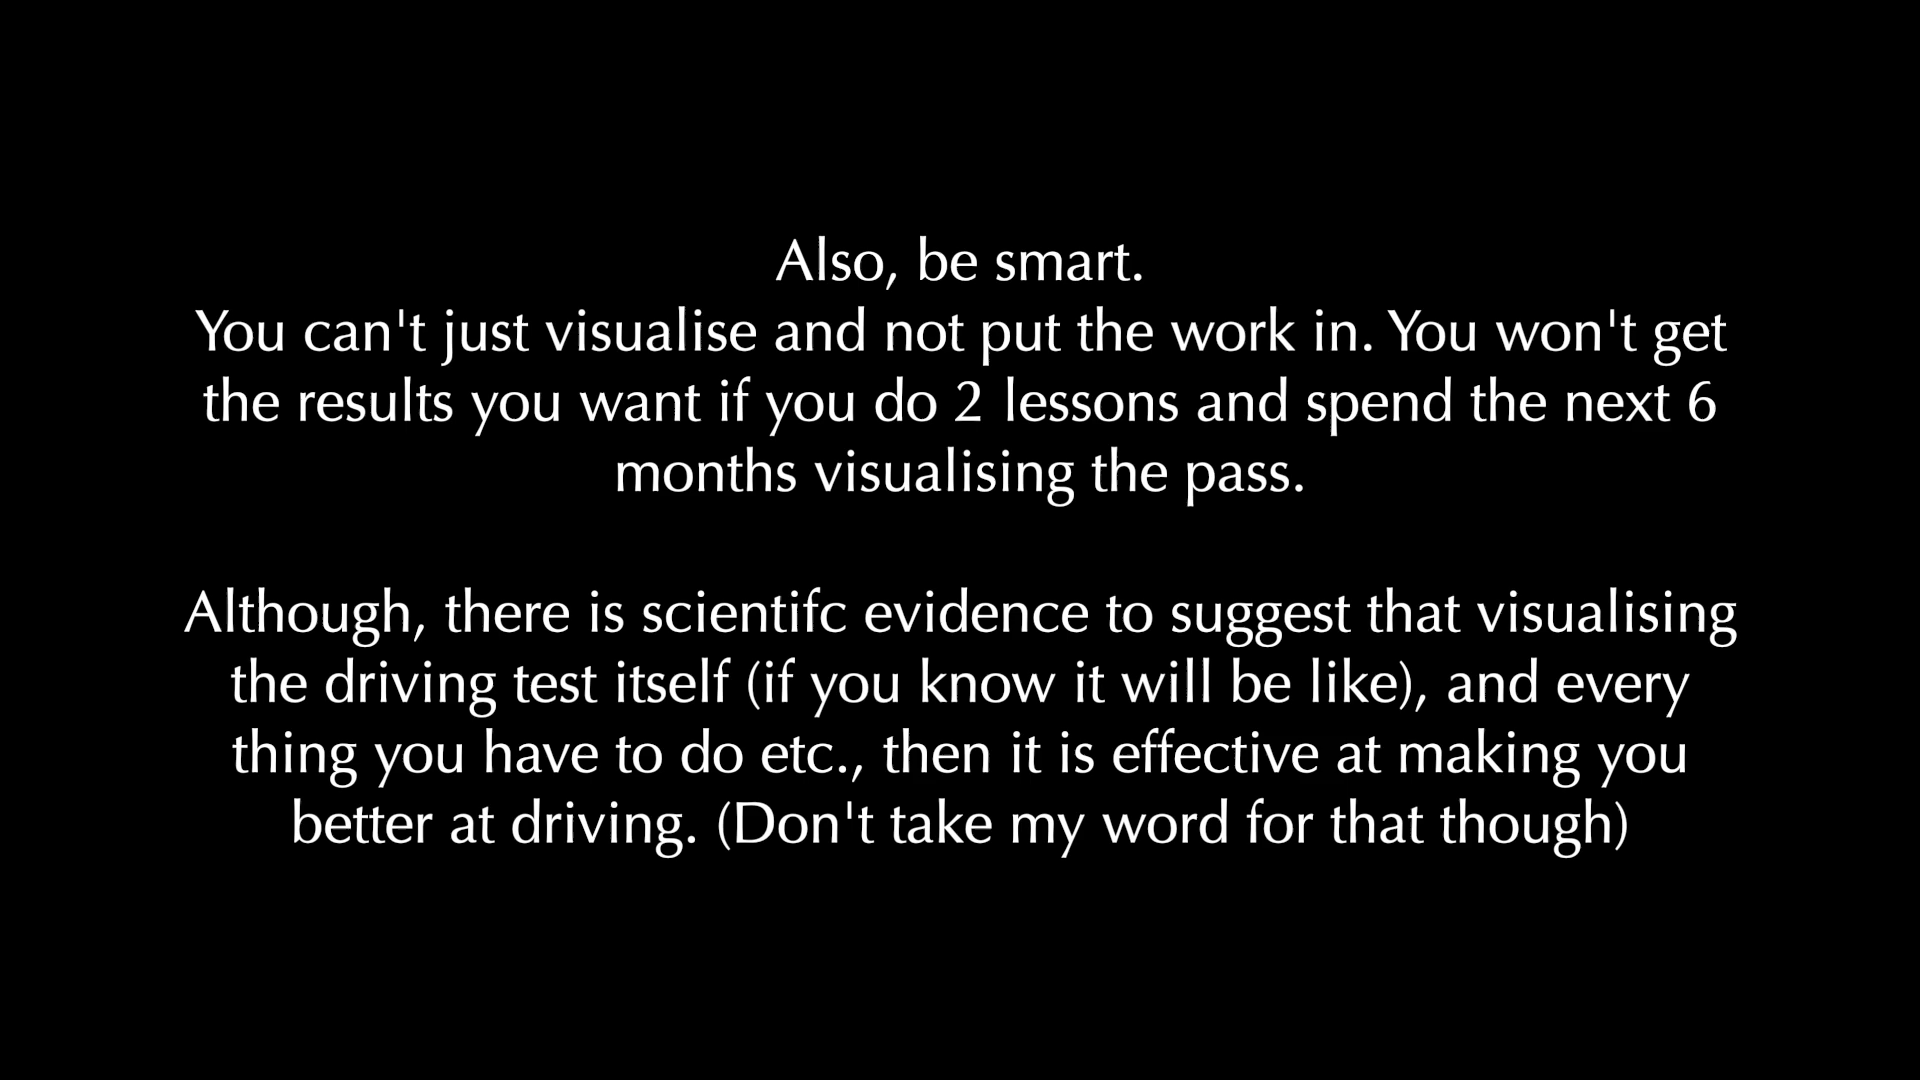 Also, be smart.
You can't just visualise and not put the work in. You won't get
the results you want if you do 2 lessons and spend the next 6
months visualising the pass.
Although, there is scientifc evidence to suggest that visualising
the driving test itself (if you know it will be like), and every
thing you have to do etc., then it is effective at making you
better at driving. (Don't take my word for that though)